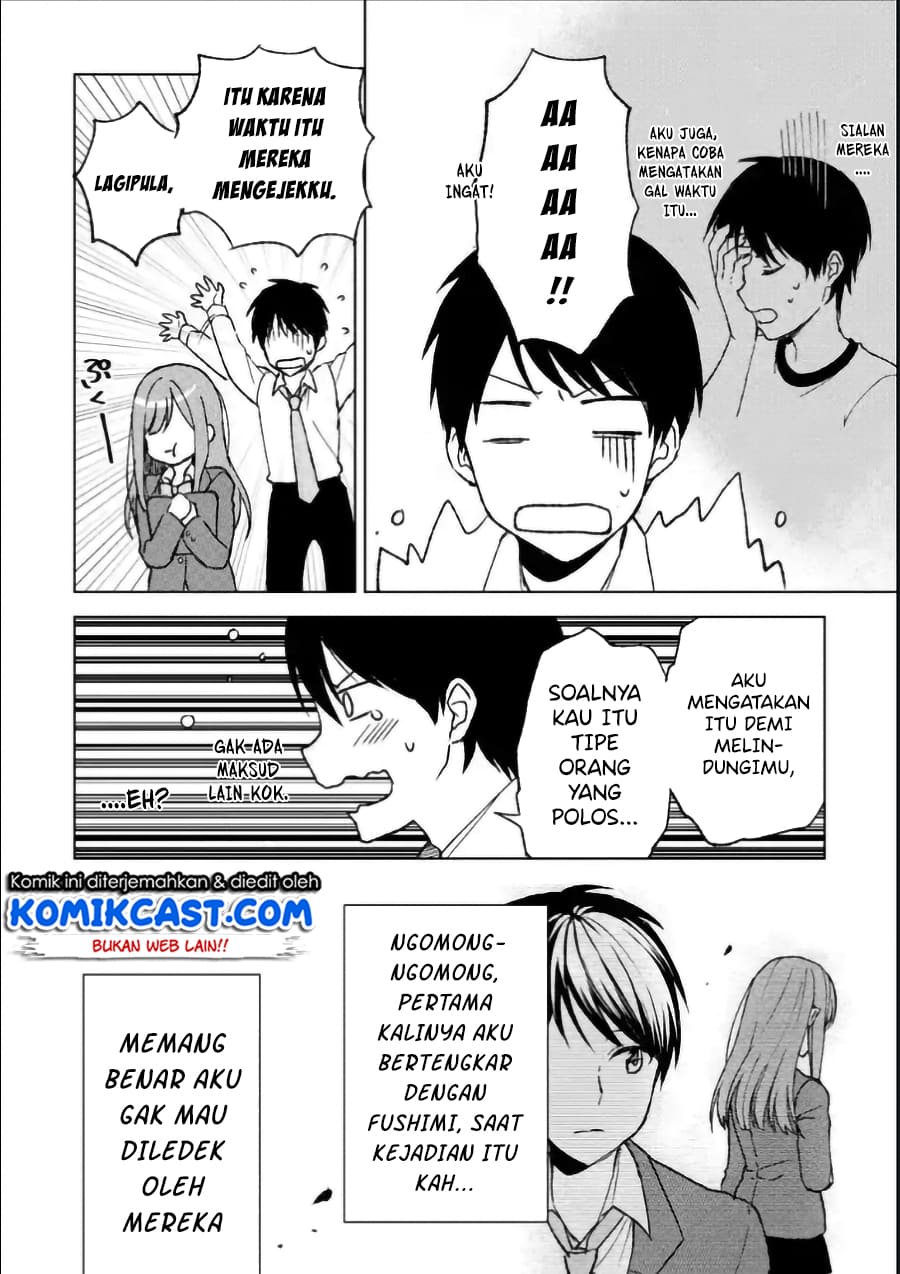 SIALAN
MEREKA
....
AKU JUGA,
KENAPA COBA
MENGATAKAN
GAL WAKTU
ITU...
AA
AA
AA
AA
AA
!!
AKU
INGAT!
ITU KARENA
WAKTU ITU
MEREKA
MENGEJEKKU.
LAGIPULA,
ぷくー
AKU
MENGATAKAN
ITU DEMI
MELIN-
DUNGIMU,
SOALNYA
KAU ITU
TIPE
ORANG
YANG
POLOS...
GAK ADA
MAKSUD
LAIN KOK.
....EH?
Komik ini diterjemahkan & diedit oleh
KOMIKCAST.COM
BUKAN WEB LAIN!!
NGOMONG-
NGOMONG,
PERTAMA
KALINYA AKU
BERTENGKAR
DENGAN
FUSHIMI, SAAT
KEJADIAN ITU
KAH...
MEMANG
BENAR AKU
GAK MAU
DILEDEK
OLEH
MEREKA